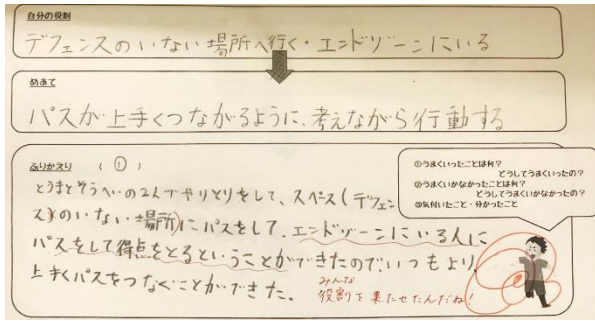 自分の役割
デフェンスのいない場所へ行く・エンドゾーンにいる
めあて
パスが上手くつながるように、考えながら行動する
ふりかえり (①)
①うまくいったことは何?
どうしてうまくいったの?
②うまくいかなかったことは何?
どうしてうまくいかなかったの?
③気付いたこと・分かったこと
とうまとそうへいの2人でやりとりをして、スペース(デフェン
ス)のいない場所にパスをして、エンドゾーンにいる人に
パスをして得点をとるということができたのでいつもより、
上手くパスをつなぐことができた。
みんな
役割を果たせたんだね!